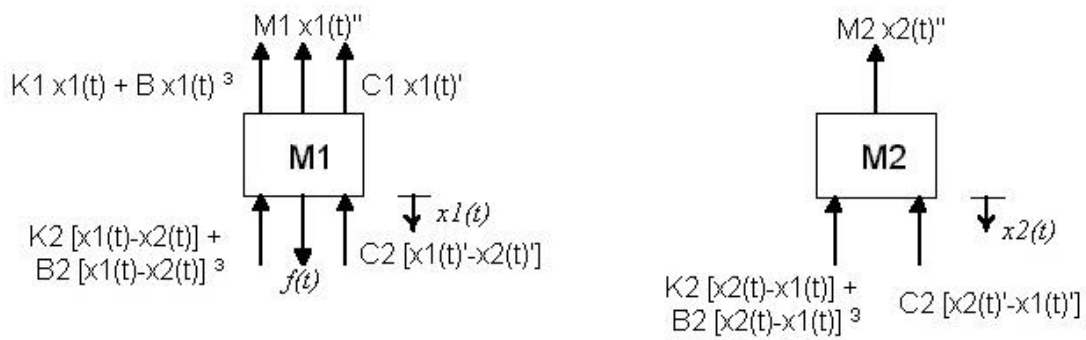 M1 x1(t)"
K1 x1(t) + B x1(t) ³
C1 x1(t)'
M1
x1(t)
K2 [x1(t)-x2(t)] +
B2 [x1(t)-x2(t)] ³
f(t)
C2 [x1(t)'-x2(t)']
M2 x2(t)"
M2
x2(t)
K2 [x2(t)-x1(t)] +
B2 [x2(t)-x1(t)] ³
C2 [x2(t)'-x1(t)']